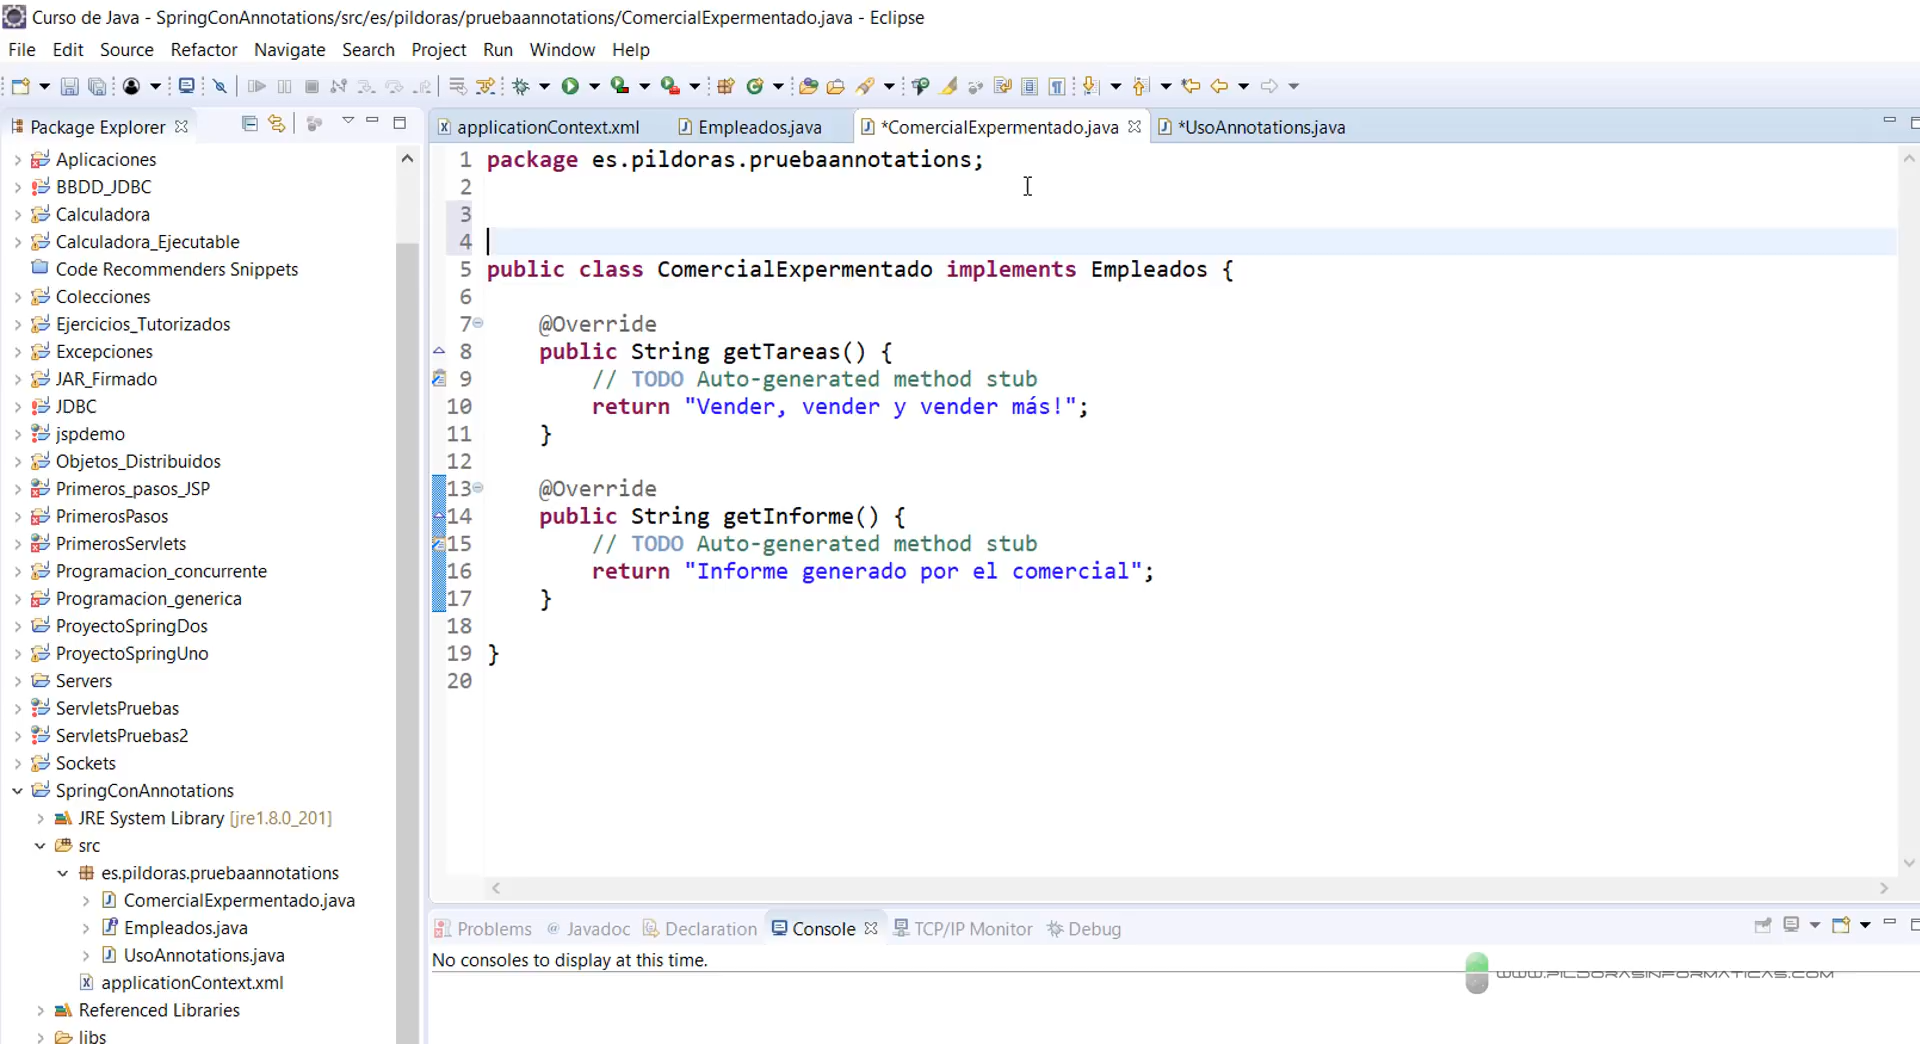 Curso de Java - SpringConAnnotations/src/es/pildoras/pruebaannotations/ComercialExpermentado.java - Eclipse
File Edit Source Refactor Navigate Search Project Run Window Help
Package Explorer
Aplicaciones
BBDD_JDBC
Calculadora
Calculadora_Ejecutable
Code Recommenders Snippets
Colecciones
Ejercicios_Tutorizados
Excepciones
JAR_Firmado
JDBC
jspdemo
Objetos_Distribuidos
Primeros_pasos_JSP
PrimerosPasos
PrimerosServlets
Programacion_concurrente
Programacion_generica
ProyectoSpringDos
ProyectoSpringUno
Servers
ServletsPruebas
ServletsPruebas2
Sockets
SpringConAnnotations
JRE System Library [jre1.8.0_201]
src
es.pildoras.pruebaannotations
ComercialExpermentado.java
Empleados.java
UsoAnnotations.java
applicationContext.xml
Referenced Libraries
libs
applicationContext.xml Empleados.java *ComercialExpermentado.java *UsoAnnotations.java
1 package es.pildoras.pruebaannotations;
2
3
4
5 public class ComercialExpermentado implements Empleados {
6
7 @Override
8 public String getTareas() {
9 // TODO Auto-generated method stub
10 return "Vender, vender y vender más!";
11 }
12
13 @Override
14 public String getInforme() {
15 // TODO Auto-generated method stub
16 return "Informe generado por el comercial";
17 }
18
19 }
20
Problems @ Javadoc Declaration Console TCP/IP Monitor Debug
No consoles to display at this time.
WWW.PILDORASINFORMATICAS.COM